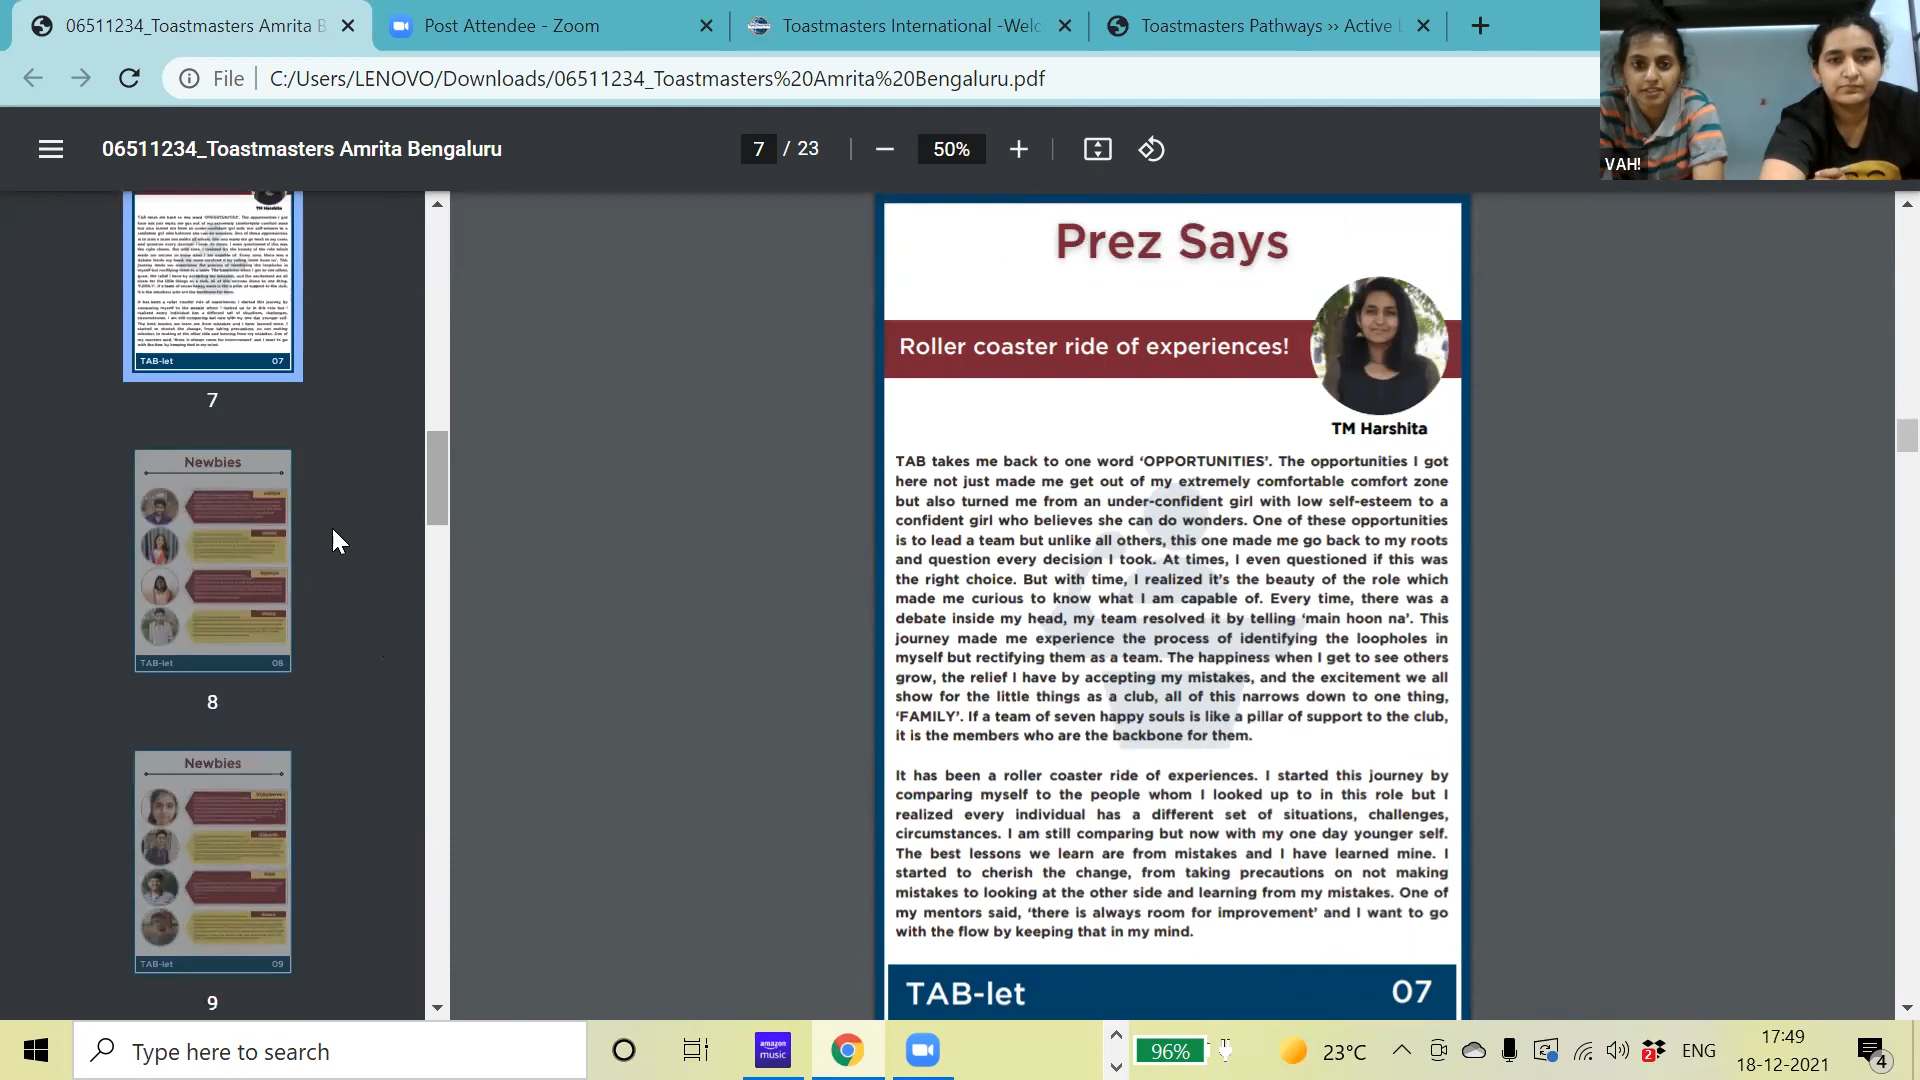 06511234_Toastmasters Amrita B
Post Attendee - Zoom
Toastmasters International -Welc
Toastmasters Pathways ›› Active L
File
C:/Users/LENOVO/Downloads/06511234_Toastmasters%20Amrita%20Bengaluru.pdf
VAH!
06511234_Toastmasters Amrita Bengaluru
7 / 23
50%
TM Harshita
TAB-let 07
7
Newbies
TAB-let 08
8
Newbies
TAB-let 09
9
Prez Says
Roller coaster ride of experiences!
TM Harshita
TAB takes me back to one word ‘OPPORTUNITIES’. The opportunities I got
here not just made me get out of my extremely comfortable comfort zone
but also turned me from an under-confident girl with low self-esteem to a
confident girl who believes she can do wonders. One of these opportunities
is to lead a team but unlike all others, this one made me go back to my roots
and question every decision I took. At times, I even questioned if this was
the right choice. But with time, I realized it’s the beauty of the role which
made me curious to know what I am capable of. Every time, there was a
debate inside my head, my team resolved it by telling ‘main hoon na’. This
journey made me experience the process of identifying the loopholes in
myself but rectifying them as a team. The happiness when I get to see others
grow, the relief I have by accepting my mistakes, and the excitement we all
show for the little things as a club, all of this narrows down to one thing,
‘FAMILY’. If a team of seven happy souls is like a pillar of support to the club,
it is the members who are the backbone for them.
It has been a roller coaster ride of experiences. I started this journey by
comparing myself to the people whom I looked up to in this role but I
realized every individual has a different set of situations, challenges,
circumstances. I am still comparing but now with my one day younger self.
The best lessons we learn are from mistakes and I have learned mine. I
started to cherish the change, from taking precautions on not making
mistakes to looking at the other side and learning from my mistakes. One of
my mentors said, ‘there is always room for improvement’ and I want to go
with the flow by keeping that in my mind.
TAB-let 07
Type here to search
amazon
music
96%
23°C
2
ENG
17:49
18-12-2021
4